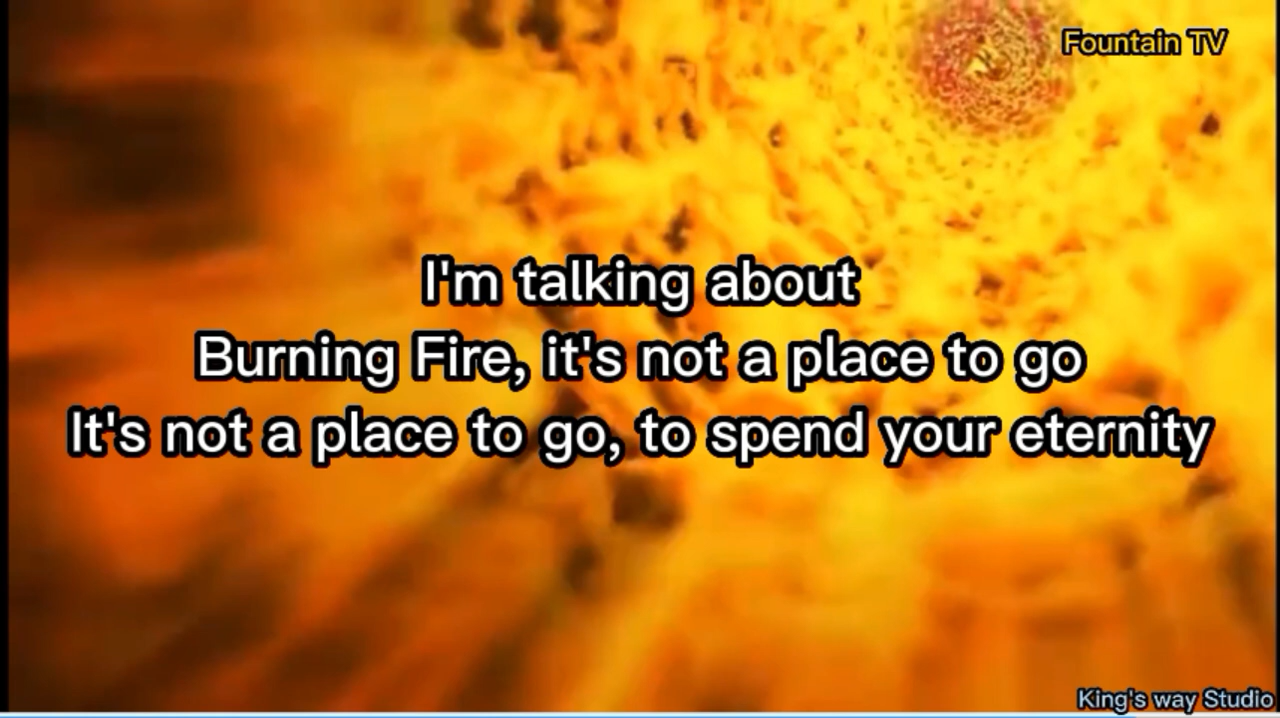 Fountain TV
I'm talking about
Burning Fire, it's not a place to go
It's not a place to go, to spend your eternity
King's way Studio